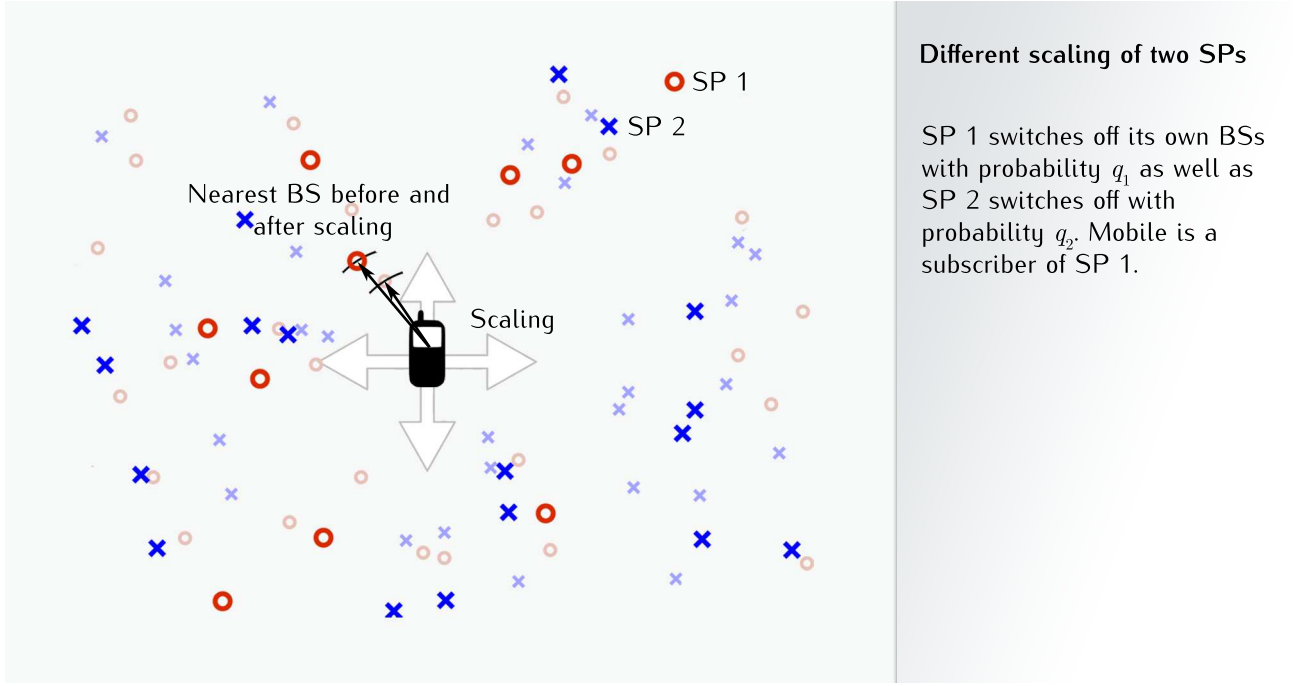 SP 1
SP 2
Nearest BS before and
after scaling
Scaling
Different scaling of two SPs
SP 1 switches off its own BSs
with probability q₁ as well as
SP 2 switches off with
probability q₂. Mobile is a
subscriber of SP 1.